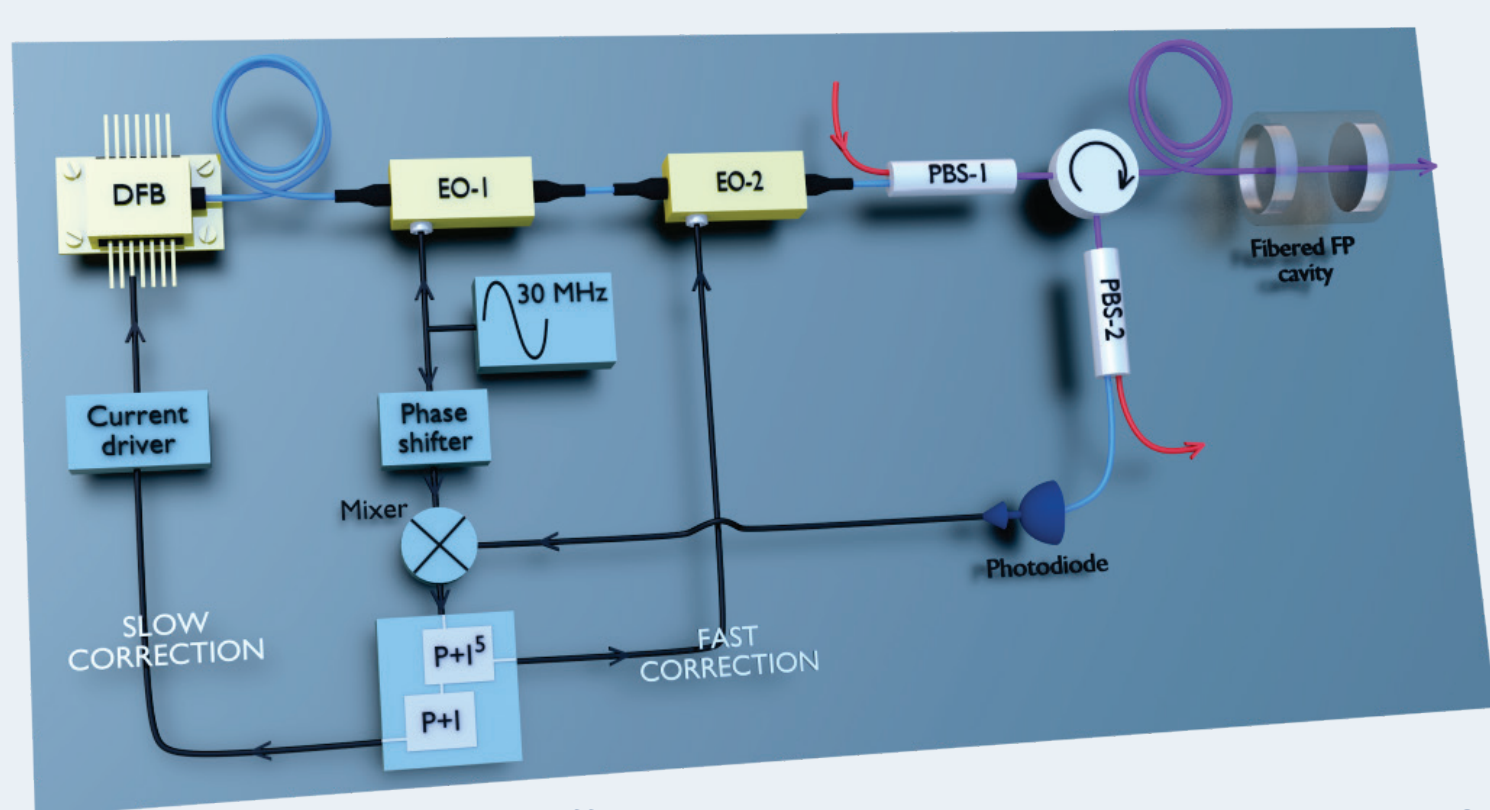 DFB
EO-1
EO-2
PBS-1
Fibered FP
cavity
30 MHz
PBS-2
Current
driver
Phase
shifter
Mixer
Photodiode
SLOW
CORRECTION
P+I⁵
FAST
CORRECTION
P+I